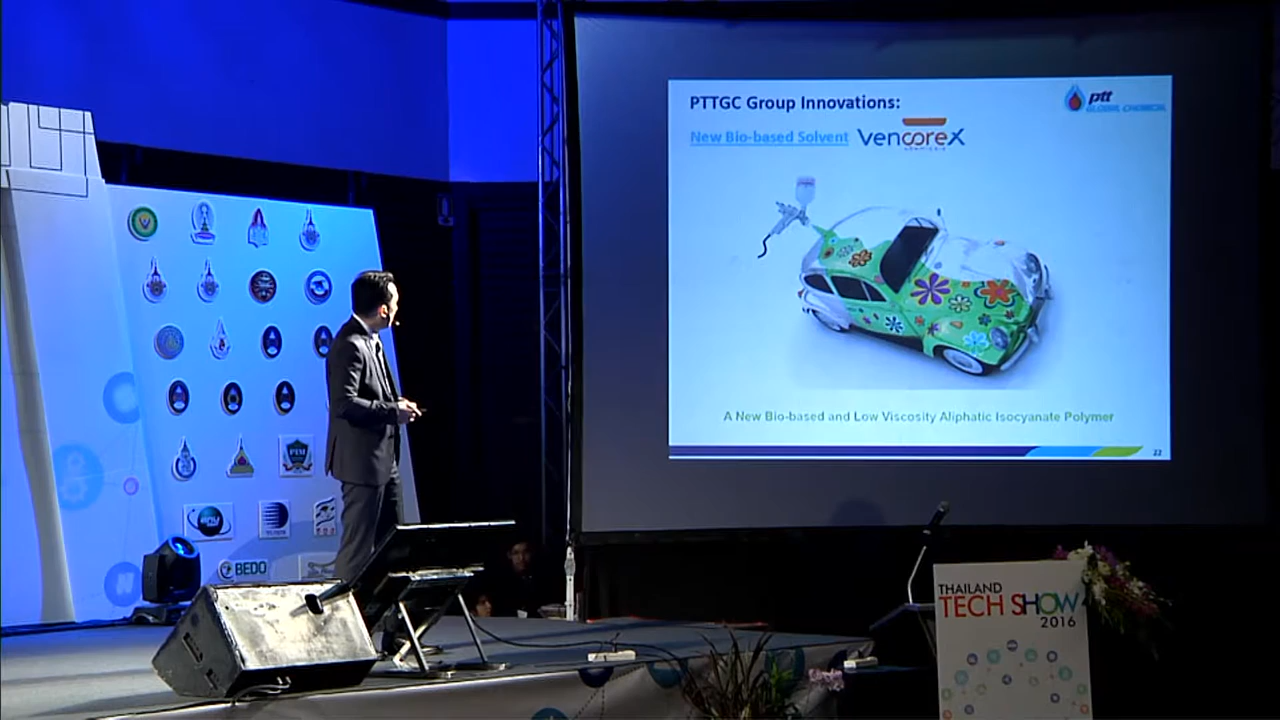 PTTGC Group Innovations:
ptt
GLOBAL CHEMICAL
New Bio-based Solvent
vencorex
chemicals
A New Bio-based and Low Viscosity Aliphatic Isocyanate Polymer
22
BEDO
THAILAND
TECH SHOW
2016